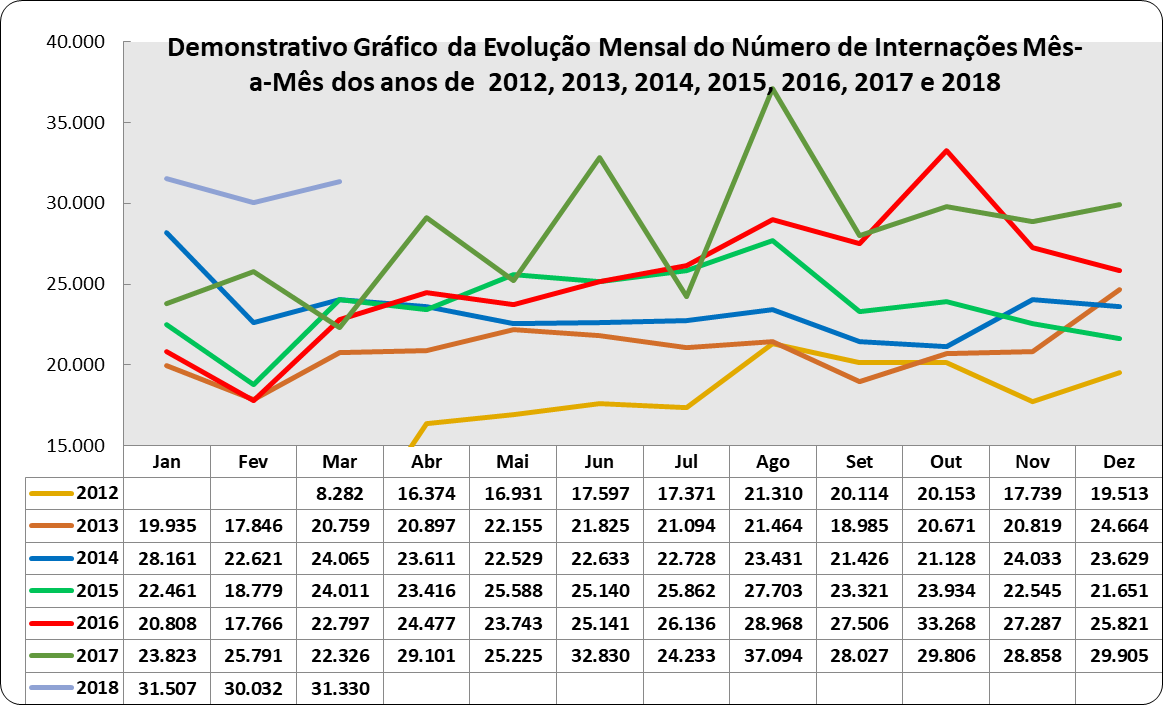 Demonstrativo Gráfico da Evolução Mensal do Número de Internações Mês-
a-Mês dos anos de 2012, 2013, 2014, 2015, 2016, 2017 e 2018
40.000
35.000
30.000
25.000
20.000
15.000
Jan Fev Mar Abr Mai Jun Jul Ago Set Out Nov Dez
2012 8.282 16.374 16.931 17.597 17.371 21.310 20.114 20.153 17.739 19.513
2013 19.935 17.846 20.759 20.897 22.155 21.825 21.094 21.464 18.985 20.671 20.819 24.664
2014 28.161 22.621 24.065 23.611 22.529 22.633 22.728 23.431 21.426 21.128 24.033 23.629
2015 22.461 18.779 24.011 23.416 25.588 25.140 25.862 27.703 23.321 23.934 22.545 21.651
2016 20.808 17.766 22.797 24.477 23.743 25.141 26.136 28.968 27.506 33.268 27.287 25.821
2017 23.823 25.791 22.326 29.101 25.225 32.830 24.233 37.094 28.027 29.806 28.858 29.905
2018 31.507 30.032 31.330